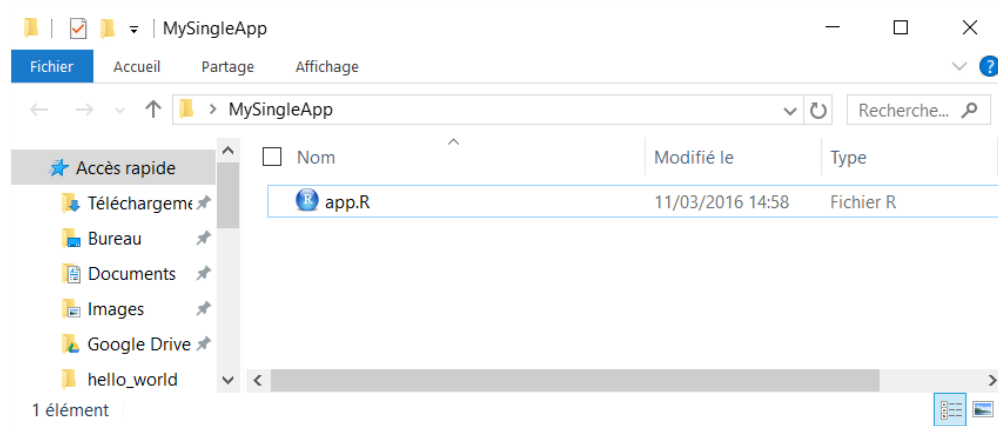 MySingleApp
Fichier Accueil Partage Affichage
MySingleApp Recherche...
Nom Modifié le Type
Accès rapide
app.R 11/03/2016 14:58 Fichier R
Téléchargeme
Bureau
Documents
Images
Google Drive
hello_world
1 élément